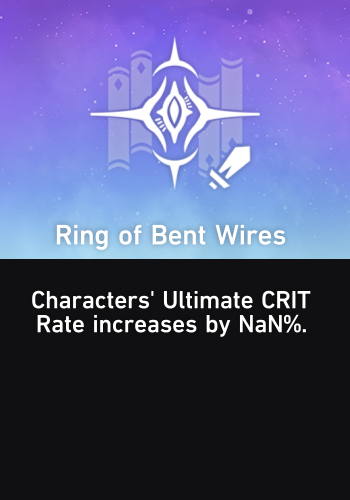 Ring of Bent Wires
Characters' Ultimate CRIT
Rate increases by NaN%.